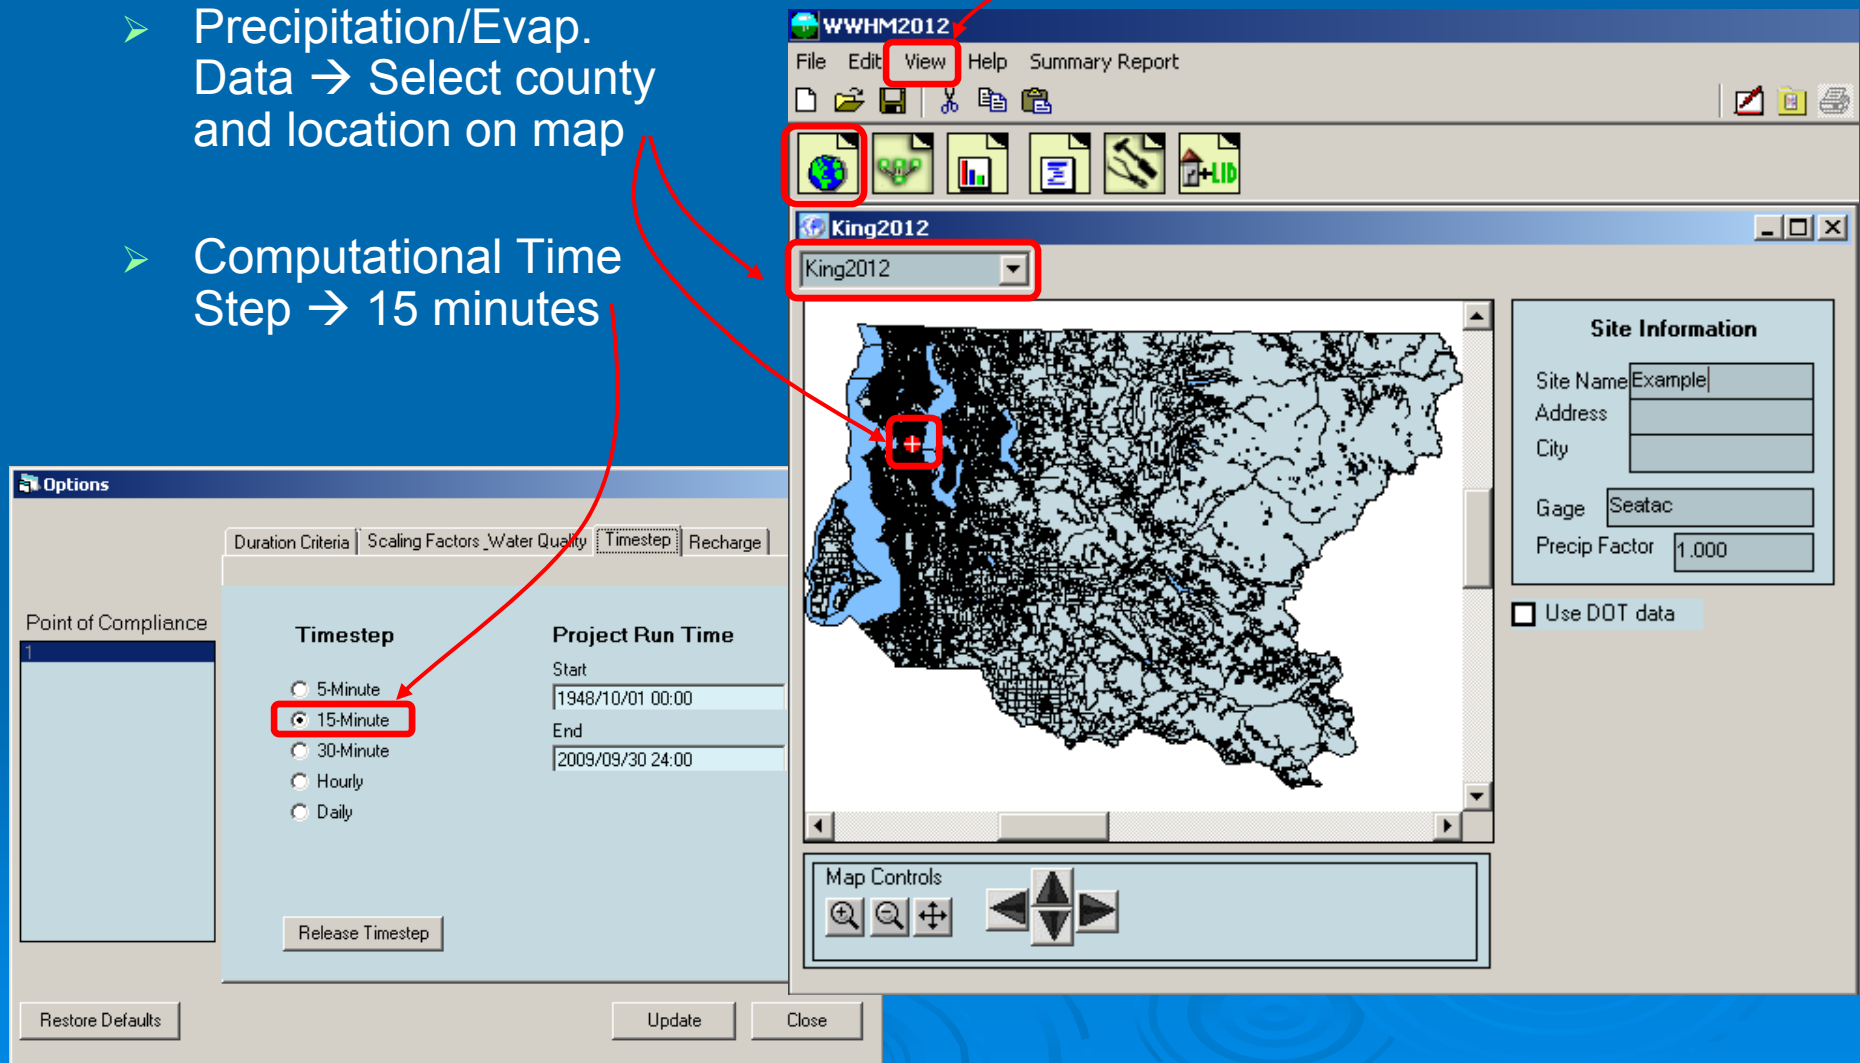 Precipitation/Evap.
Data → Select county
and location on map
Computational Time
Step → 15 minutes
WWHM2012
File Edit View Help Summary Report
+LID
King2012
King2012
Site Information
Site Name Example
Address
City
Gage Seatac
Precip Factor 1.000
Use DOT data
Map Controls
Options
Duration Criteria Scaling Factors Water Quality Timestep Recharge
Point of Compliance
1
Timestep
5-Minute
15-Minute
30-Minute
Hourly
Daily
Release Timestep
Project Run Time
Start
1948/10/01 00:00
End
2009/09/30 24:00
Restore Defaults Update Close